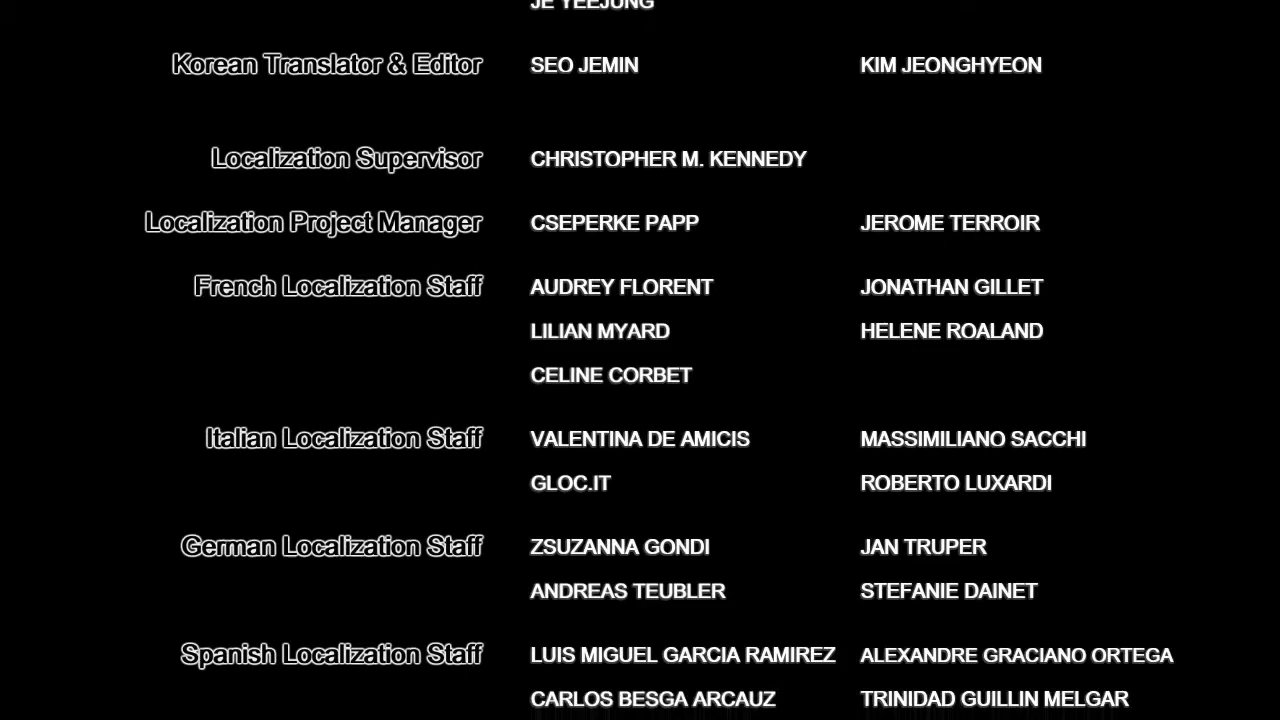 JE YEEJUNG
Korean Translator & Editor SEO JEMIN KIM JEONGHYEON
Localization Supervisor CHRISTOPHER M. KENNEDY
Localization Project Manager CSEPERKE PAPP JEROME TERROIR
French Localization Staff AUDREY FLORENT JONATHAN GILLET
LILIAN MYARD HELENE ROALAND
CELINE CORBET
Italian Localization Staff VALENTINA DE AMICIS MASSIMILIANO SACCHI
GLOC.IT ROBERTO LUXARDI
German Localization Staff ZSUZANNA GONDI JAN TRUPER
ANDREAS TEUBLER STEFANIE DAINET
Spanish Localization Staff LUIS MIGUEL GARCIA RAMIREZ ALEXANDRE GRACIANO ORTEGA
CARLOS BESGA ARCAUZ TRINIDAD GUILLIN MELGAR